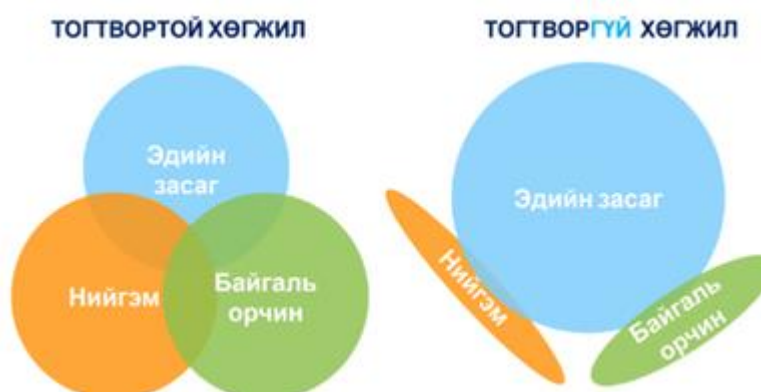 ТОГТВОРТОЙ ХӨГЖИЛ
Эдийн
засаг
Нийгэм
Байгаль
орчин
ТОГТВОРГҮЙ ХӨГЖИЛ
Эдийн засаг
Нийгэм
Байгаль
орчин